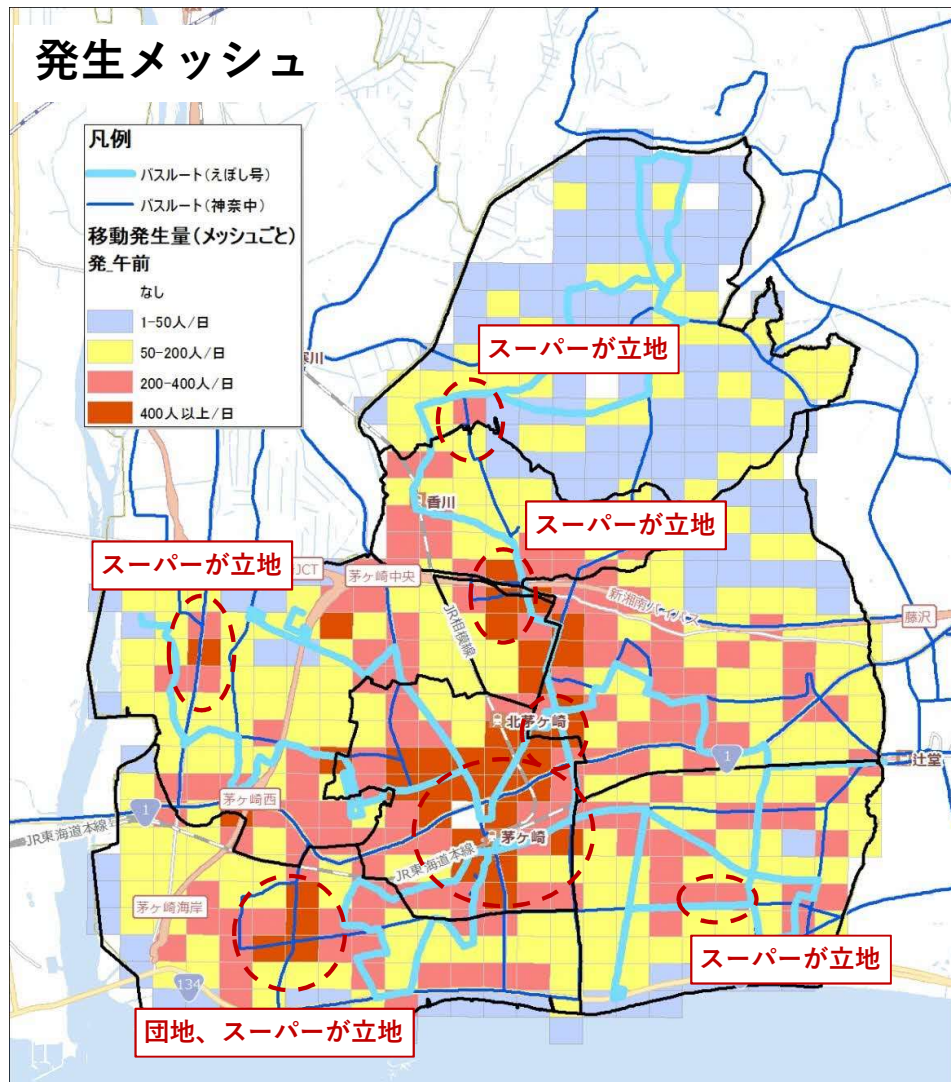 発生メッシュ
凡例
バスルート(えぼし号)
バスルート(神奈中)
移動発生量(メッシュごと)
発_午前
なし
1-50人/日
50-200人/日
200-400人/日
400人以上/日
スーパーが立地
香川
スーパーが立地
スーパーが立地
JCT
茅ヶ崎中央
新湘南バイパス
藤沢
JR相模線
北茅ヶ崎
1
辻堂
茅ヶ崎西
1
JR東海道本線
茅ヶ崎
JR東海道本線
茅ヶ崎海岸
スーパーが立地
134
団地、スーパーが立地